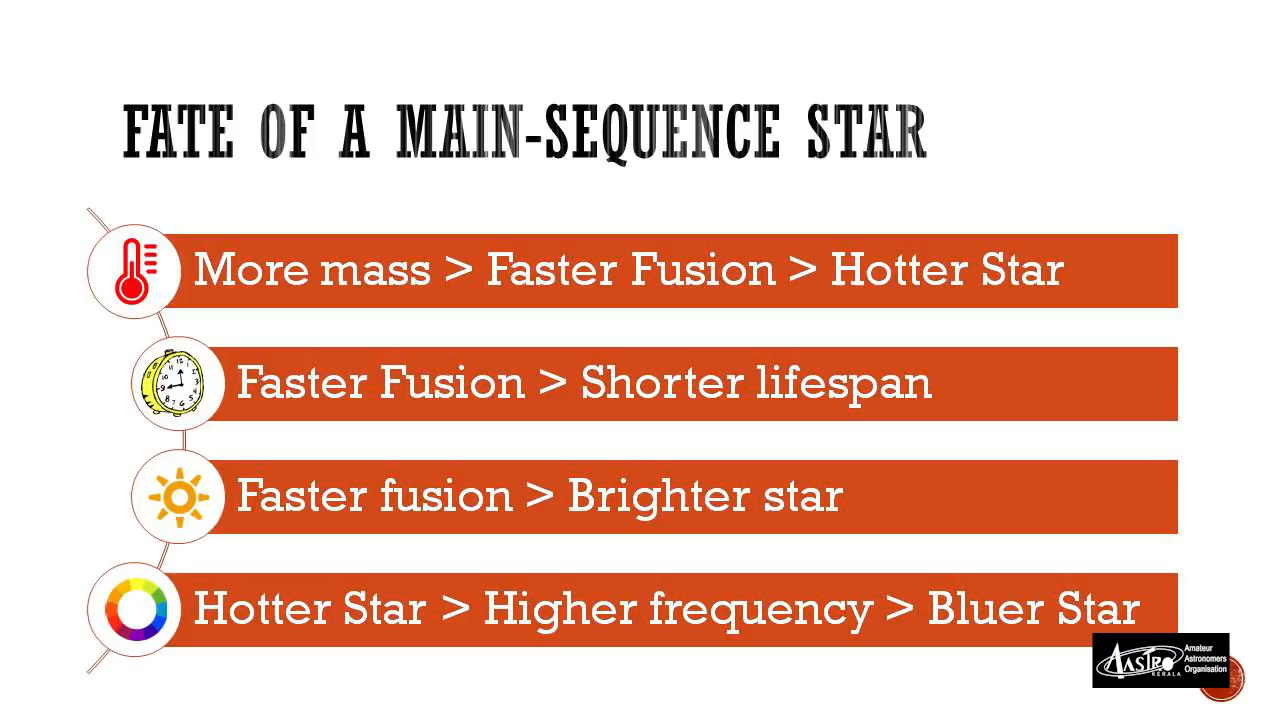 FATE OF A MAIN-SEQUENCE STAR
More mass > Faster Fusion > Hotter Star
Faster Fusion > Shorter lifespan
Faster fusion > Brighter star
Hotter Star > Higher frequency > Bluer Star
AASTRO
KERALA
Amateur
Astronomers
Organisation